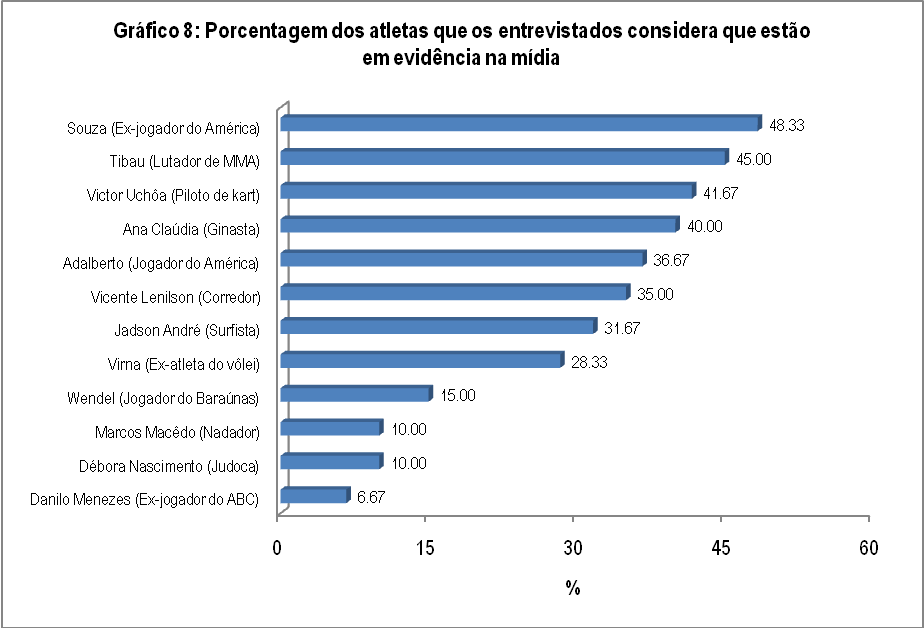 Gráfico 8: Porcentagem dos atletas que os entrevistados considera que estão
em evidência na mídia
Souza (Ex-jogador do América) 48.33
Tibau (Lutador de MMA) 45.00
Victor Uchôa (Piloto de kart) 41.67
Ana Claúdia (Ginasta) 40.00
Adalberto (Jogador do América) 36.67
Vicente Lenilson (Corredor) 35.00
Jadson André (Surfista) 31.67
Virna (Ex-atleta do vôlei) 28.33
Wendel (Jogador do Baraúnas) 15.00
Marcos Macêdo (Nadador) 10.00
Débora Nascimento (Judoca) 10.00
Danilo Menezes (Ex-jogador do ABC) 6.67
0 15 30 45 60
%